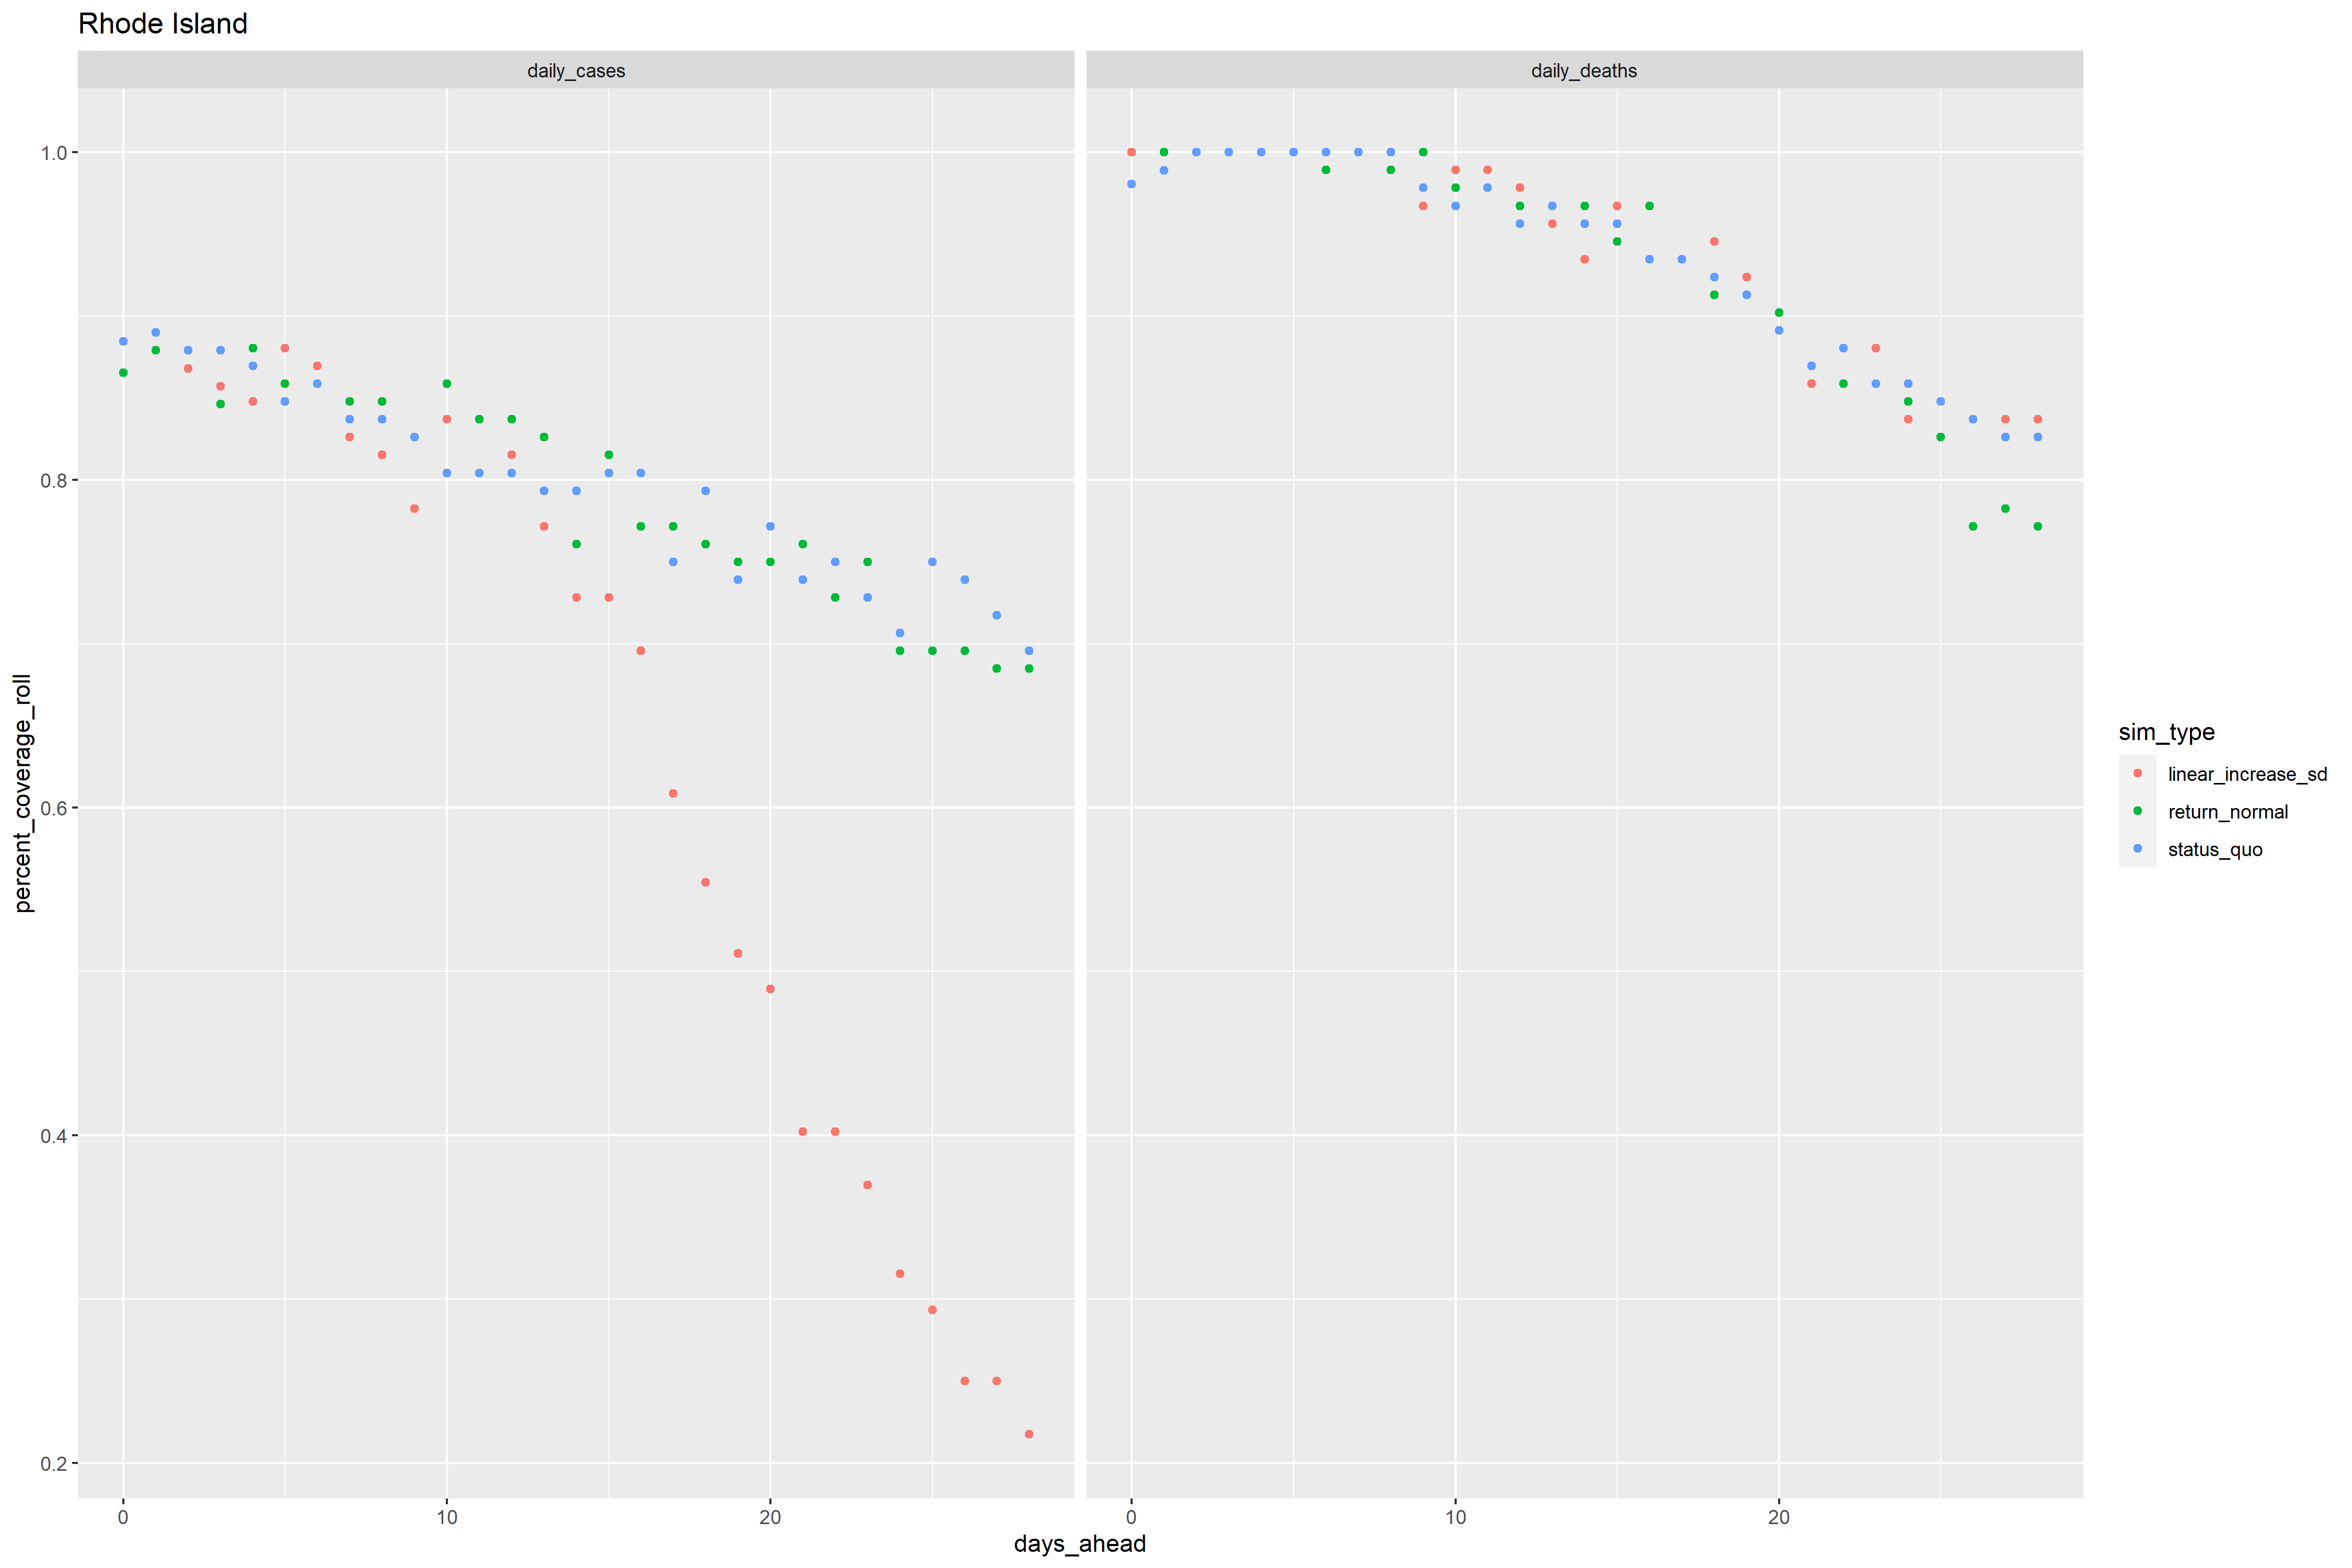 Rhode Island
daily_cases
daily_deaths
1.0
0.8
0.6
0.4
0.2
percent_coverage_roll
0 10 20
0 10 20
days_ahead
sim_type
linear_increase_sd
return_normal
status_quo